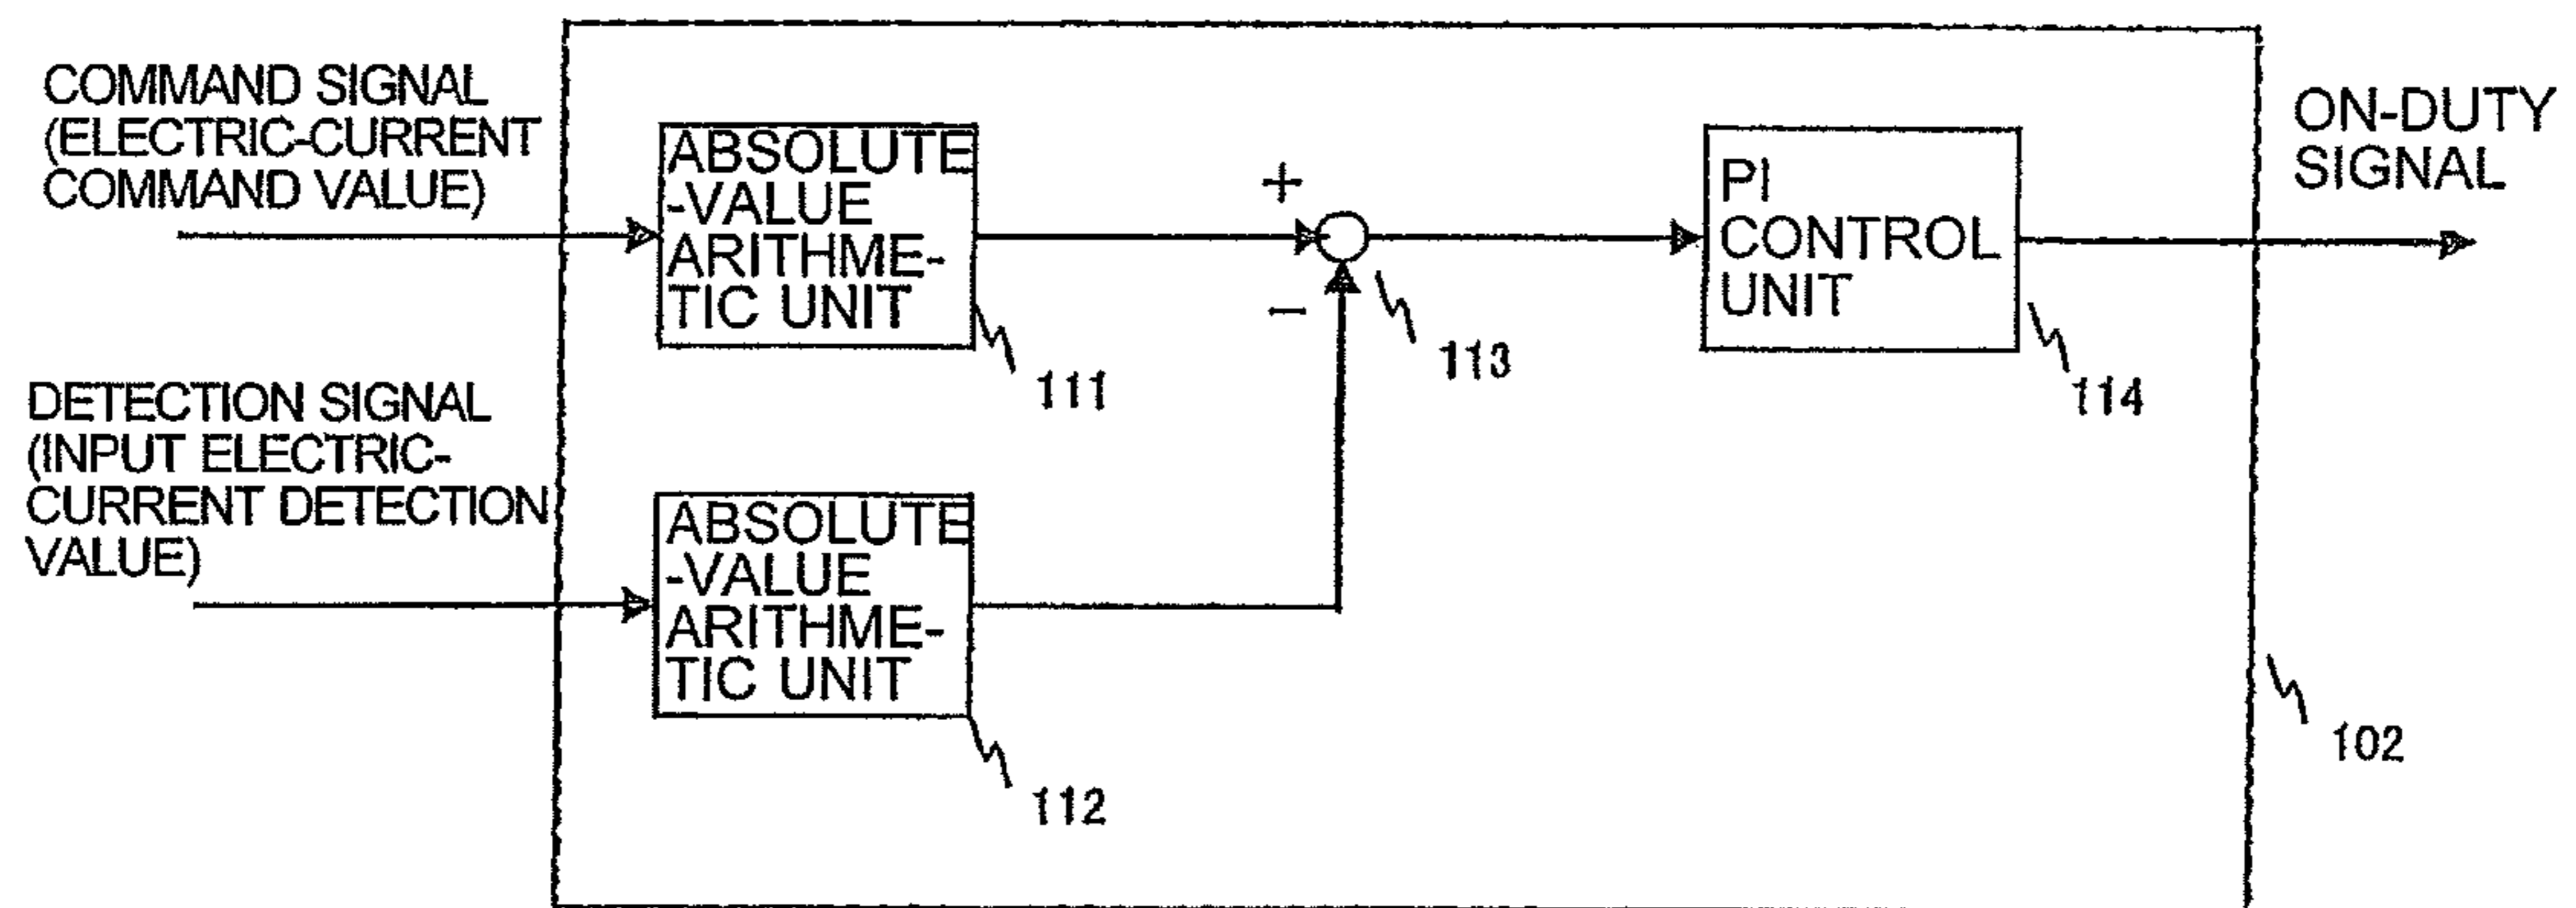 COMMAND SIGNAL
(ELECTRIC-CURRENT
COMMAND VALUE)
ABSOLUTE
-VALUE
ARITHME-
TIC UNIT
111
+
−
113
PI
CONTROL
UNIT
114
ON-DUTY
SIGNAL
DETECTION SIGNAL
(INPUT ELECTRIC-
CURRENT DETECTION
VALUE)
ABSOLUTE
-VALUE
ARITHME-
TIC UNIT
112
102